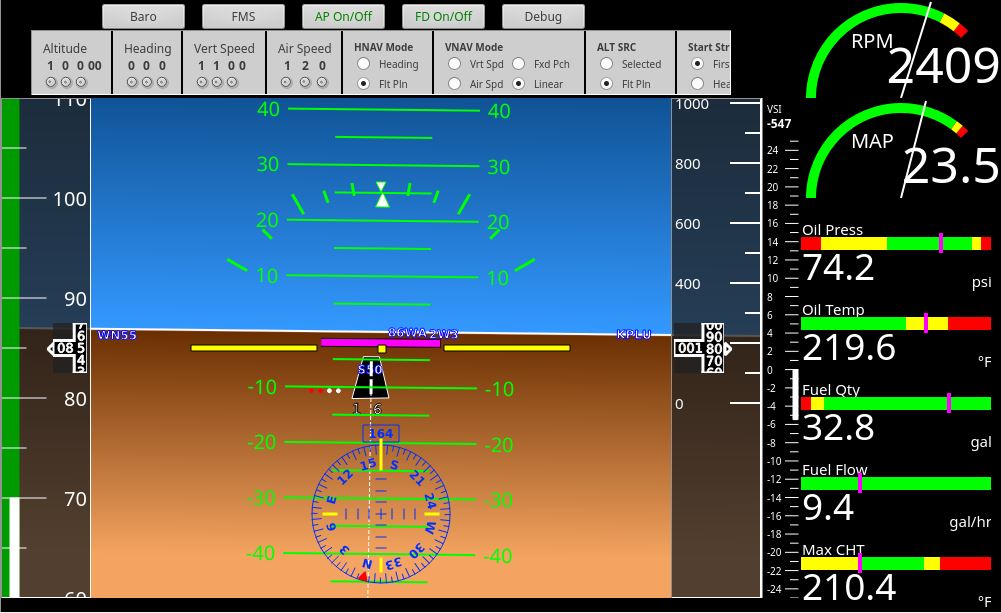 Baro FMS AP On/Off FD On/Off Debug
Altitude Heading Vert Speed Air Speed HNAV Mode VNAV Mode ALT SRC Start Str
1 0 0 00 0 0 0 1 1 0 0 1 2 0 Heading Vrt Spd Fxd Pch Selected Firs
Flt Pln Air Spd Linear Flt Pln Hea
RPM
2409
MAP
23.5
110
100
90
08 5
80
70
60
40 40
30 30
20 20
10 10
WN55 86WA 2W3 KPLU
S50
-10 -10
1 6
164
-20 -20
-30 -30
-40 -40
N 3 6 E 12 15 S 21 24 W 30 33
1000
800
600
400
001 80
0
VSI
-547
24
22
20
18
16
14
12
10
8
6
4
2
0
-2
-4
-6
-8
-10
-12
-14
-16
-18
-20
-22
-24
Oil Press
74.2 psi
Oil Temp
219.6 °F
Fuel Qty
32.8 gal
Fuel Flow
9.4 gal/hr
Max CHT
210.4 °F